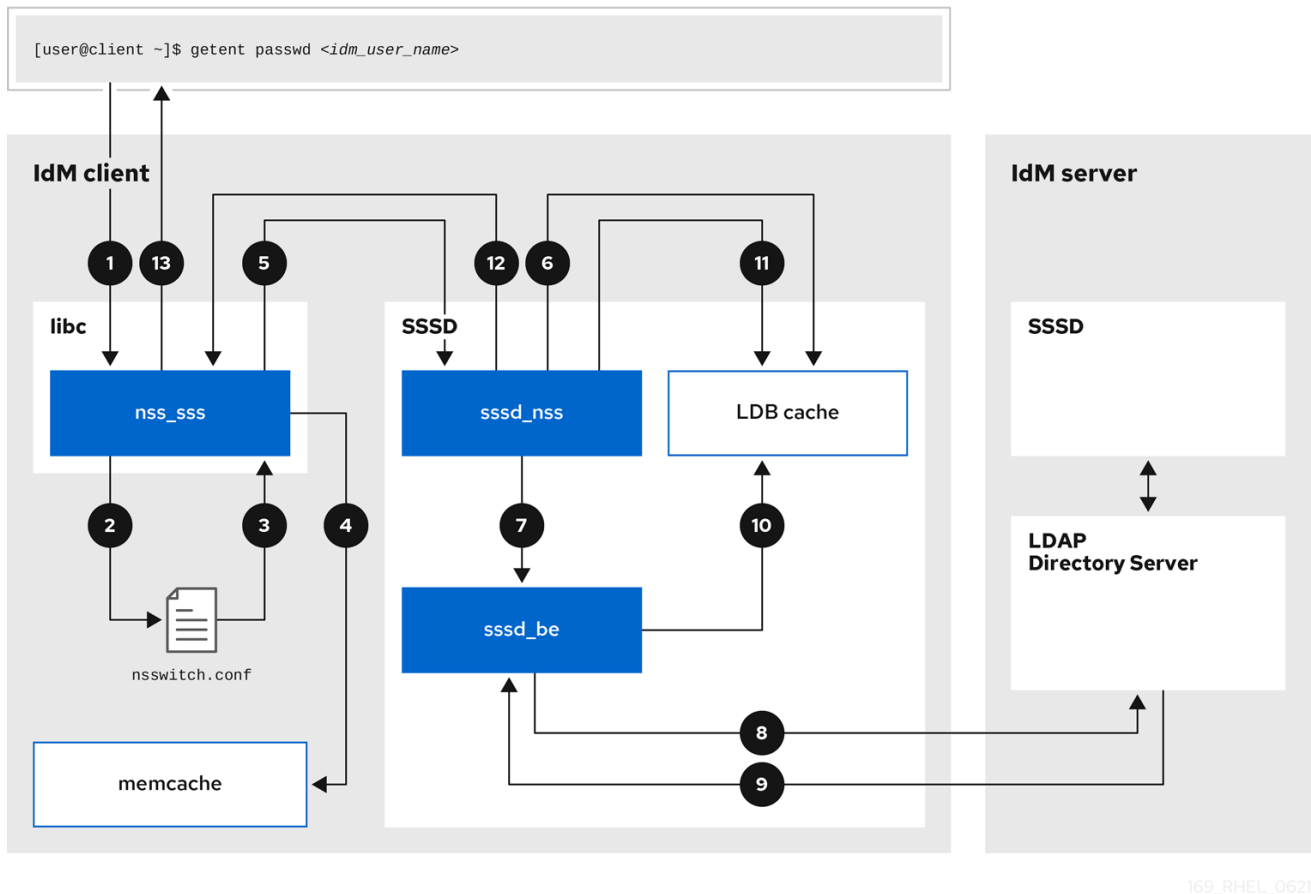 [user@client ~]$ getent passwd <idm_user_name>
IdM client
IdM server
1
13
5
12
6
11
libc
SSSD
SSSD
nss_sss
sssd_nss
LDB cache
2
3
4
7
10
LDAP
Directory Server
sssd_be
nsswitch.conf
8
memcache
9
169_RHEL_0621